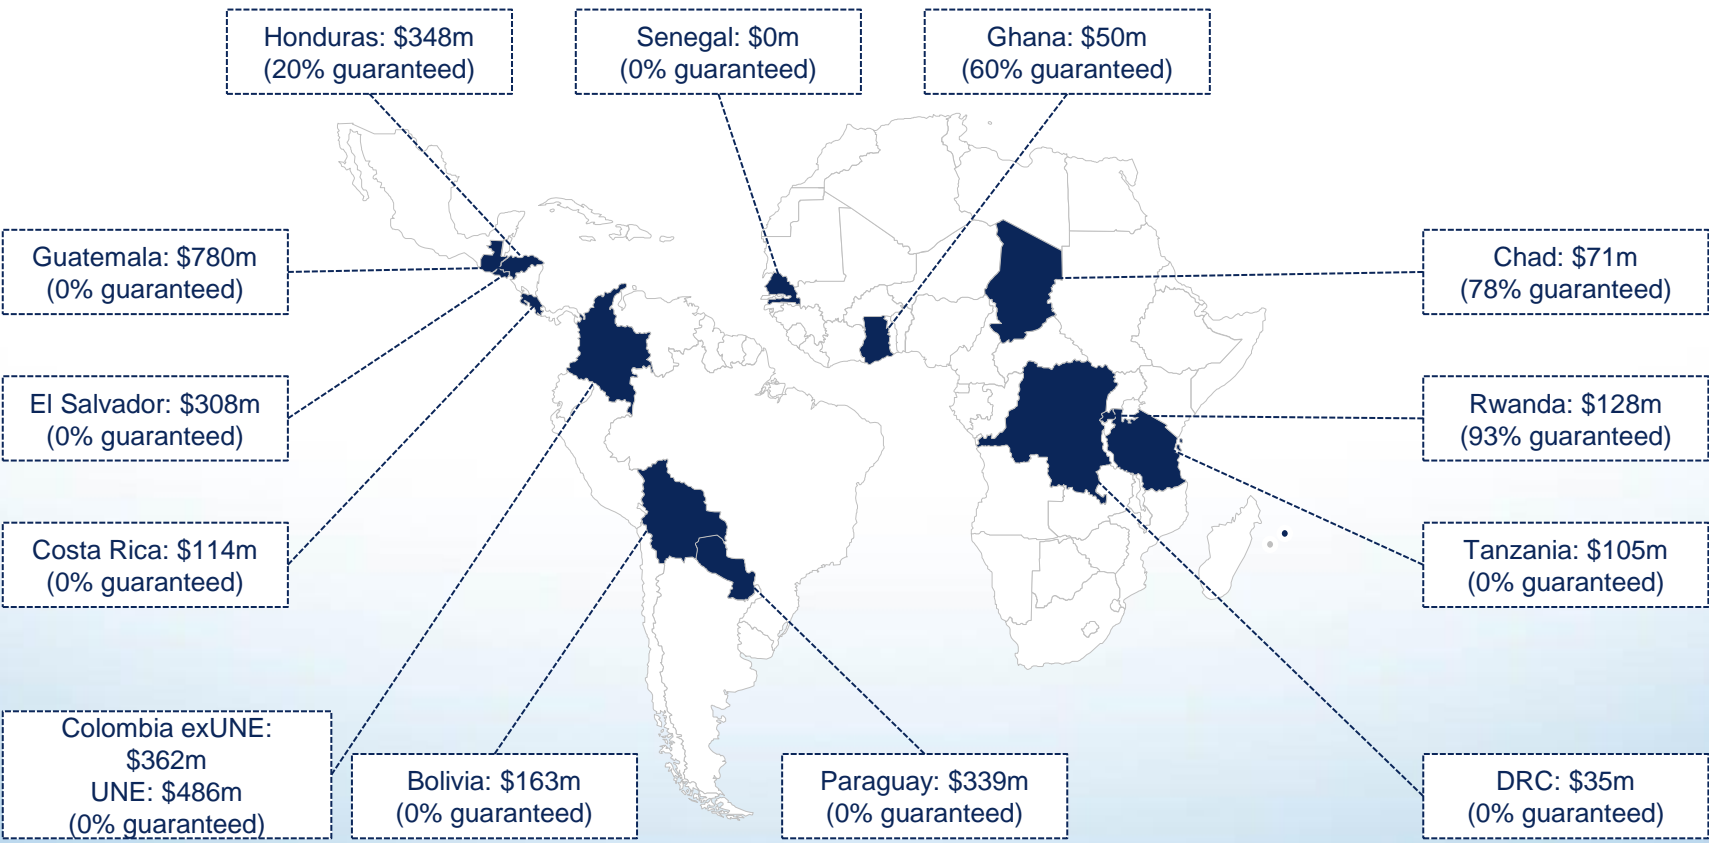 Honduras: $348m
(20% guaranteed)
Senegal: $0m
(0% guaranteed)
Ghana: $50m
(60% guaranteed)
Guatemala: $780m
(0% guaranteed)
Chad: $71m
(78% guaranteed)
El Salvador: $308m
(0% guaranteed)
Rwanda: $128m
(93% guaranteed)
Costa Rica: $114m
(0% guaranteed)
Tanzania: $105m
(0% guaranteed)
Colombia exUNE:
$362m
UNE: $486m
(0% guaranteed)
Bolivia: $163m
(0% guaranteed)
Paraguay: $339m
(0% guaranteed)
DRC: $35m
(0% guaranteed)